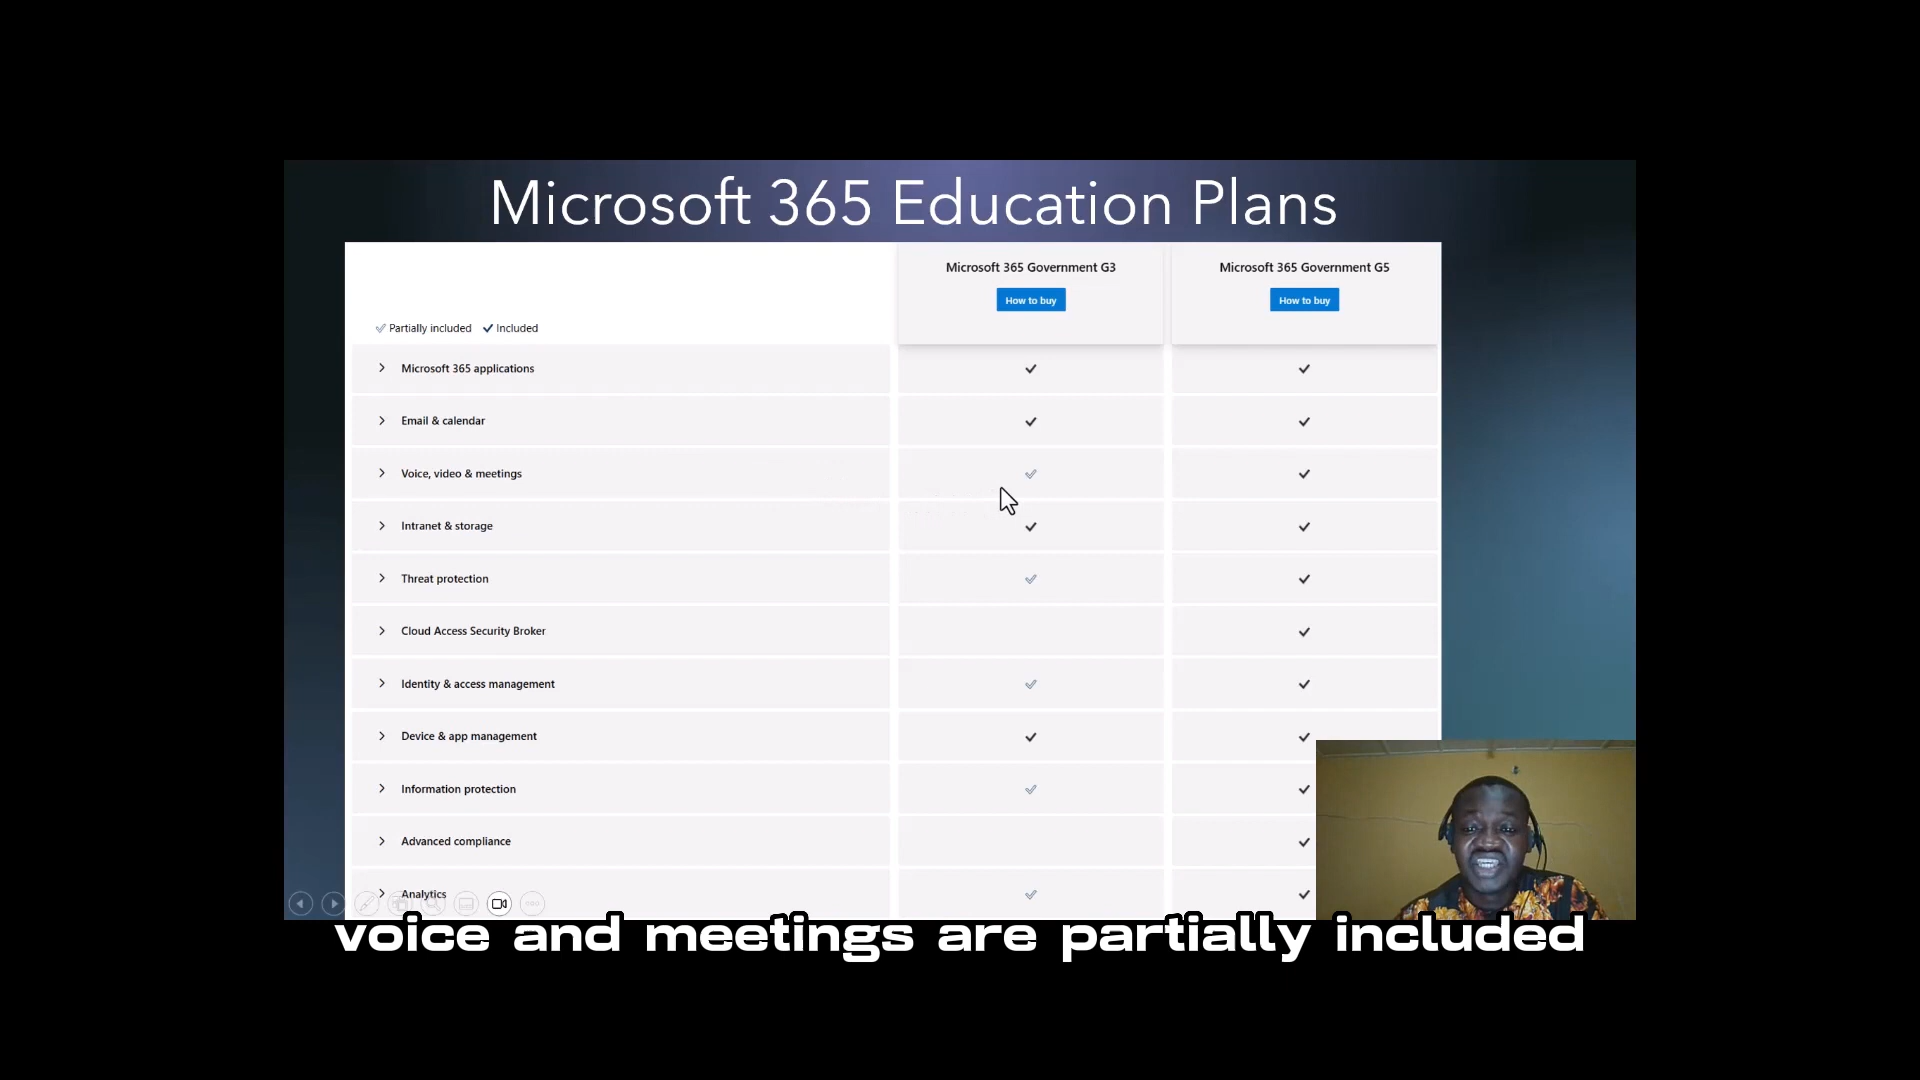 Microsoft 365 Education Plans
Microsoft 365 Government G3
Microsoft 365 Government G5
How to buy
How to buy
Partially included
Included
Microsoft 365 applications
Email & calendar
Voice, video & meetings
Intranet & storage
Threat protection
Cloud Access Security Broker
Identity & access management
Device & app management
Information protection
Advanced compliance
Analytics
voice and meetings are partially included